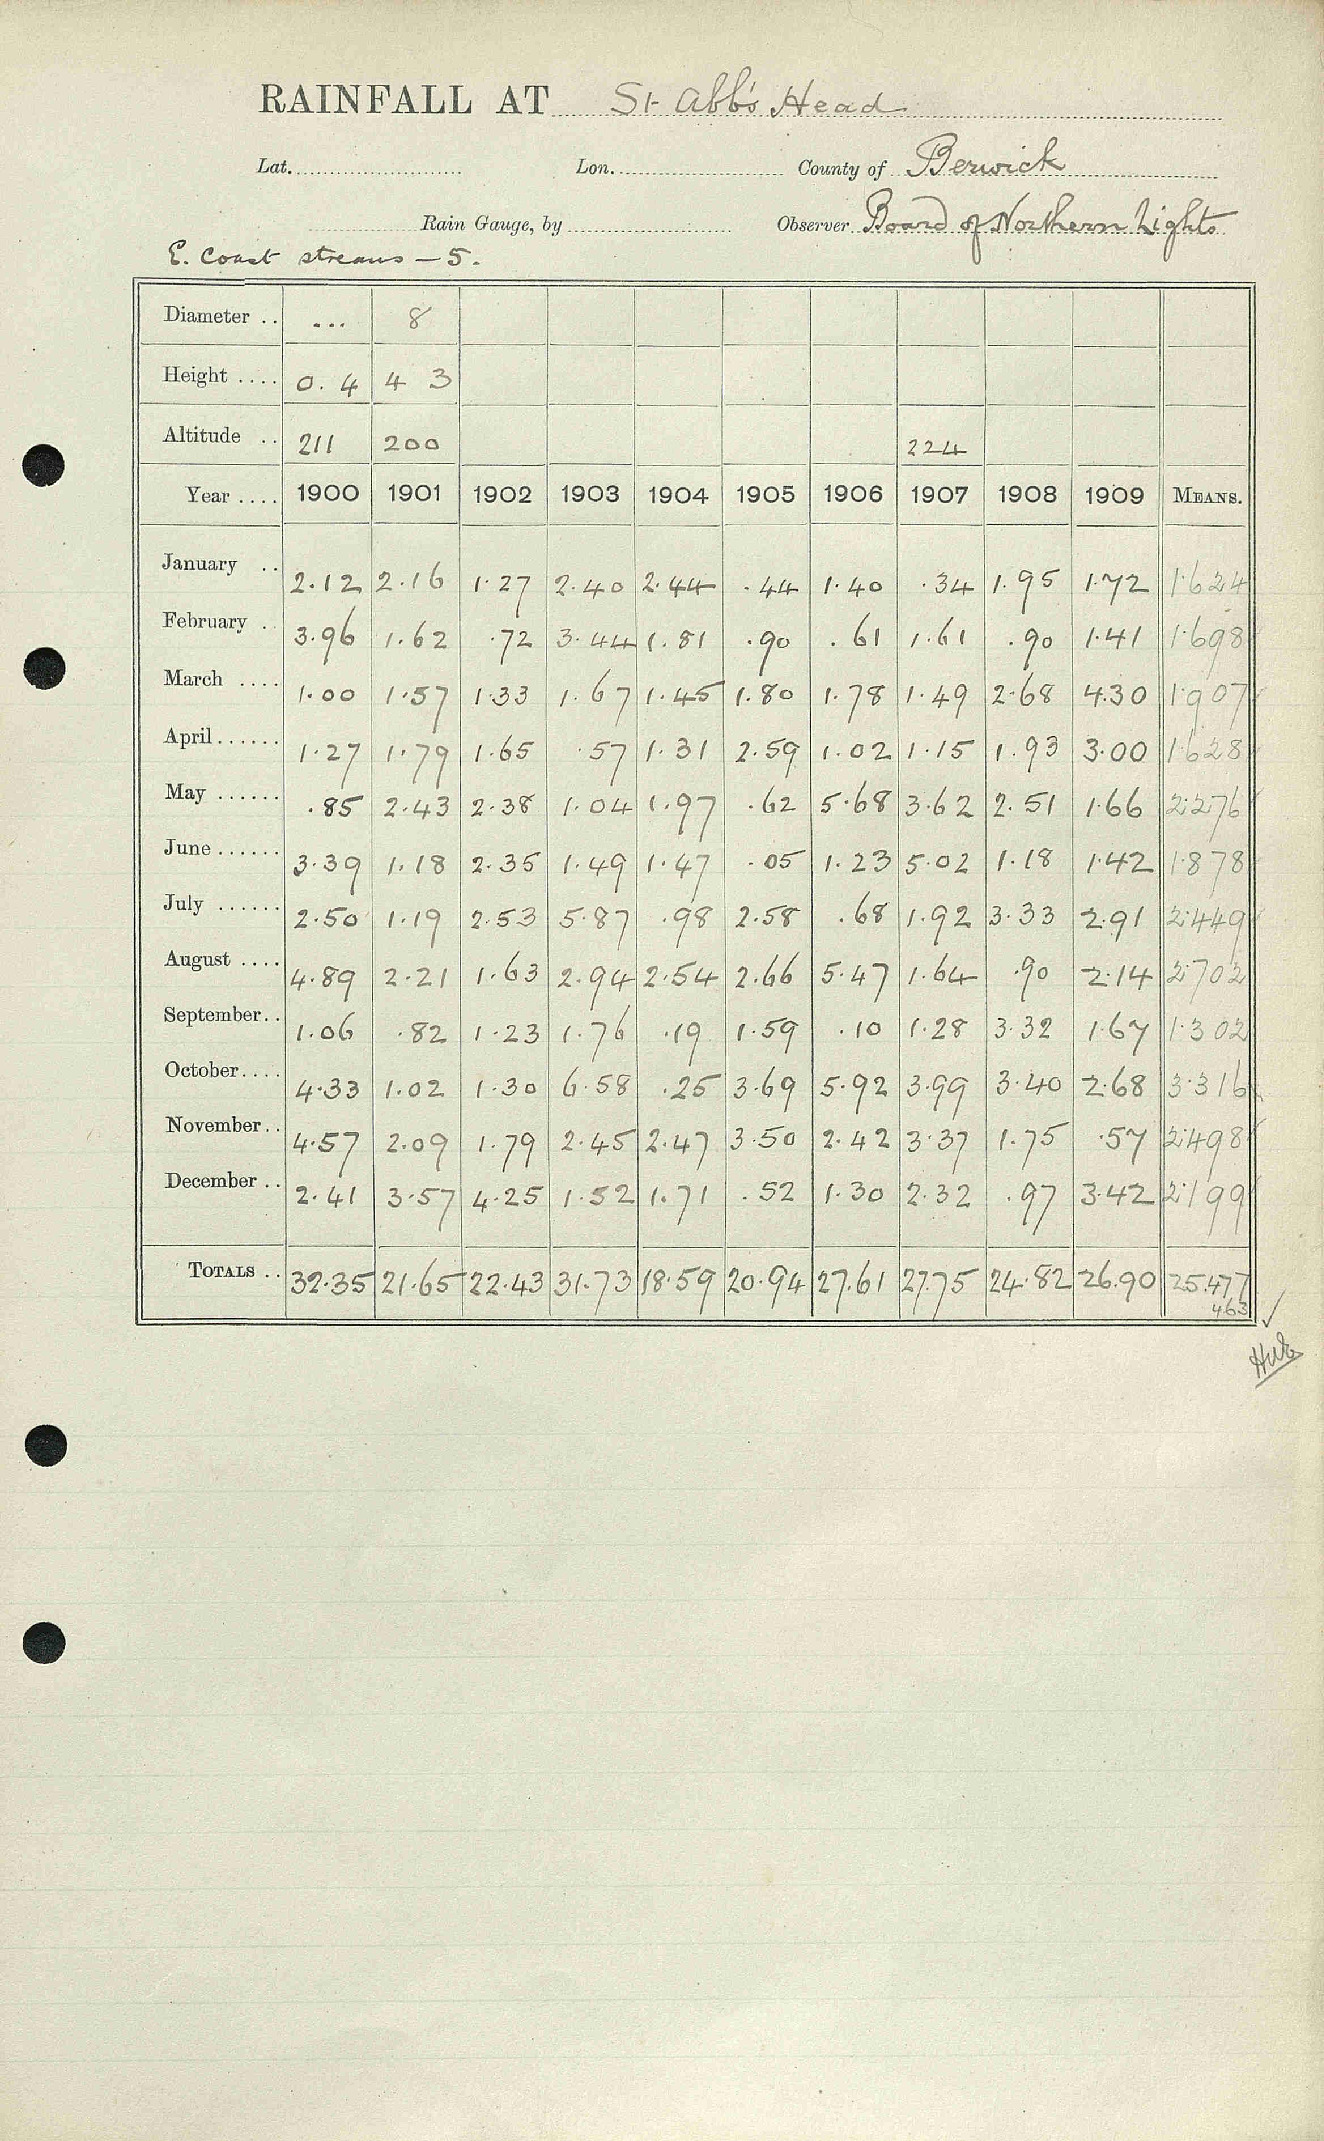 RAINFALL AT St Abb's Head
Lat. Lon. County of Berwick
Rain Gauge, by Observer Board of Northern Lights
E. Coast streams – 5.
Diameter .. ... 8
Height .... 0.4 4 3
Altitude .. 211 200 224
Year .... 1900 1901 1902 1903 1904 1905 1906 1907 1908 1909 MEANS.
January .. 2.12 2.16 1.27 2.40 2.44 .44 1.40 .34 1.95 1.72 1.624
February .. 3.96 1.62 .72 3.44 1.81 .90 .61 1.61 .90 1.41 1.698
March .... 1.00 1.57 1.33 1.67 1.45 1.80 1.78 1.49 2.68 4.30 1.907
April...... 1.27 1.79 1.65 .57 1.31 2.59 1.02 1.15 1.93 3.00 1.628
May ...... .85 2.43 2.38 1.04 1.97 .62 5.68 3.62 2.51 1.66 2.276
June...... 3.39 1.18 2.35 1.49 1.47 .05 1.23 5.02 1.18 1.42 1.878
July ...... 2.50 1.19 2.53 5.87 .98 2.58 .68 1.92 3.33 2.91 2.449
August .... 4.89 2.21 1.63 2.94 2.54 2.66 5.47 1.64 .90 2.14 2.702
September.. 1.06 .82 1.23 1.76 .19 1.59 .10 1.28 3.32 1.67 1.302
October.... 4.33 1.02 1.30 6.58 .25 3.69 5.92 3.99 3.40 2.68 3.316
November.. 4.57 2.09 1.79 2.45 2.47 3.50 2.42 3.37 1.75 .57 2.498
December .. 2.41 3.57 4.25 1.52 1.71 .52 1.30 2.32 .97 3.42 2.199
TOTALS .. 32.35 21.65 22.43 31.73 18.59 20.94 27.61 27.75 24.82 26.90 25.477
463 ✓